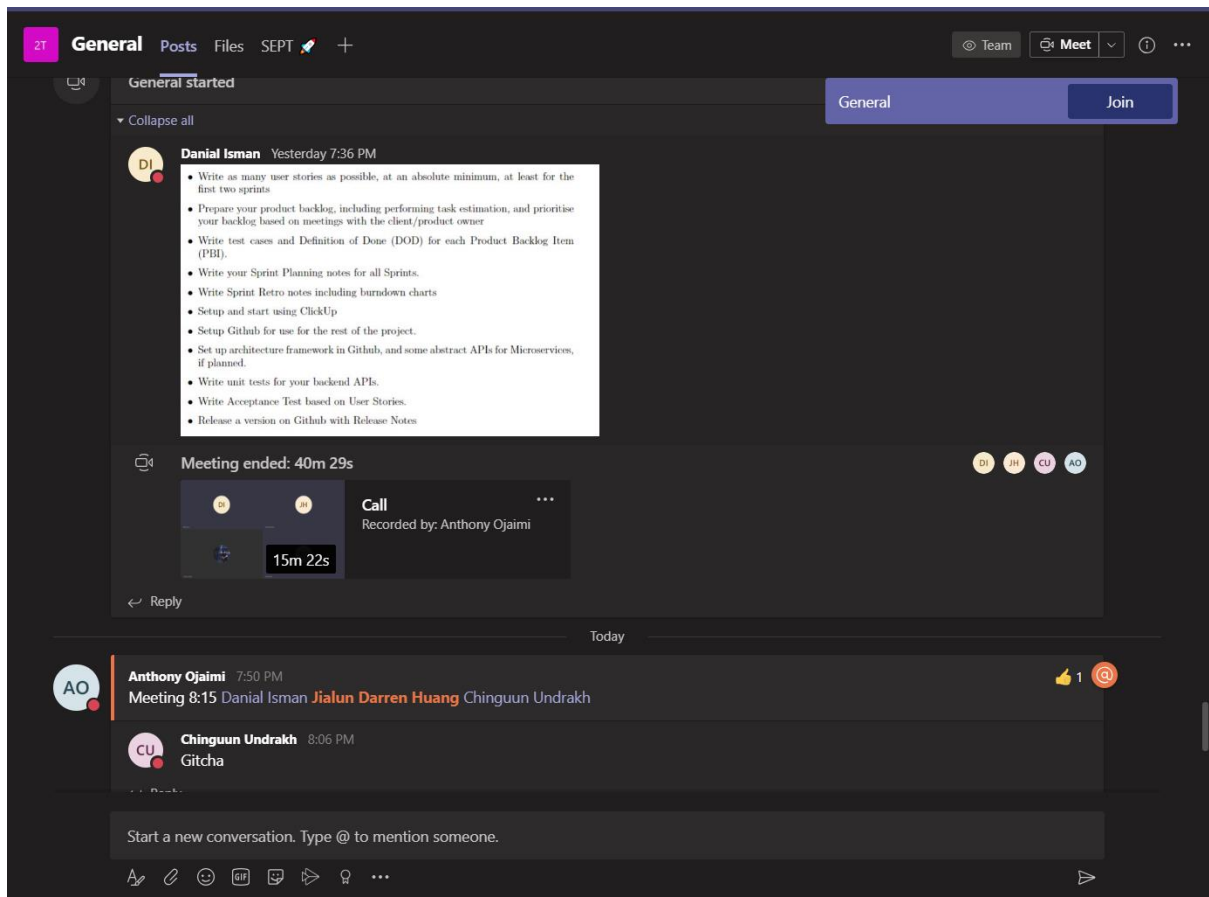 2T General Posts Files SEPT 🚀 + Team Meet
General started
General Join
Collapse all
DI Danial Isman Yesterday 7:36 PM
• Write as many user stories as possible, at an absolute minimum, at least for the
first two sprints
• Prepare your product backlog, including performing task estimation, and prioritise
your backlog based on meetings with the client/product owner
• Write test cases and Definition of Done (DOD) for each Product Backlog Item
(PBI).
• Write your Sprint Planning notes for all Sprints.
• Write Sprint Retro notes including burndown charts
• Setup and start using ClickUp
• Setup Github for use for the rest of the project.
• Set up architecture framework in Github, and some abstract APIs for Microservices,
if planned.
• Write unit tests for your backend APIs.
• Write Acceptance Test based on User Stories.
• Release a version on Github with Release Notes
Meeting ended: 40m 29s DI JH CU AO
DI JH Call
Recorded by: Anthony Ojaimi
15m 22s
Reply
Today
AO Anthony Ojaimi 7:50 PM 👍 1 @
Meeting 8:15 Danial Isman Jialun Darren Huang Chinguun Undrakh
CU Chinguun Undrakh 8:06 PM
Gitcha
Reply
Start a new conversation. Type @ to mention someone.
GIF